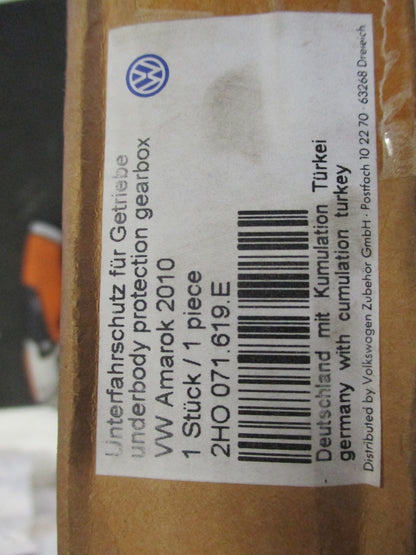 Unterfahrschutz für Getriebe
underbody protection gearbox
VW Amarok 2010
1 Stück / 1 piece
2HO 071.619.E
Deutschland mit Kumulation Türkei
germany with cumulation turkey
Distributed by Volkswagen Zubehör GmbH · Postfach 10 22 70 · 63268 Dreieich